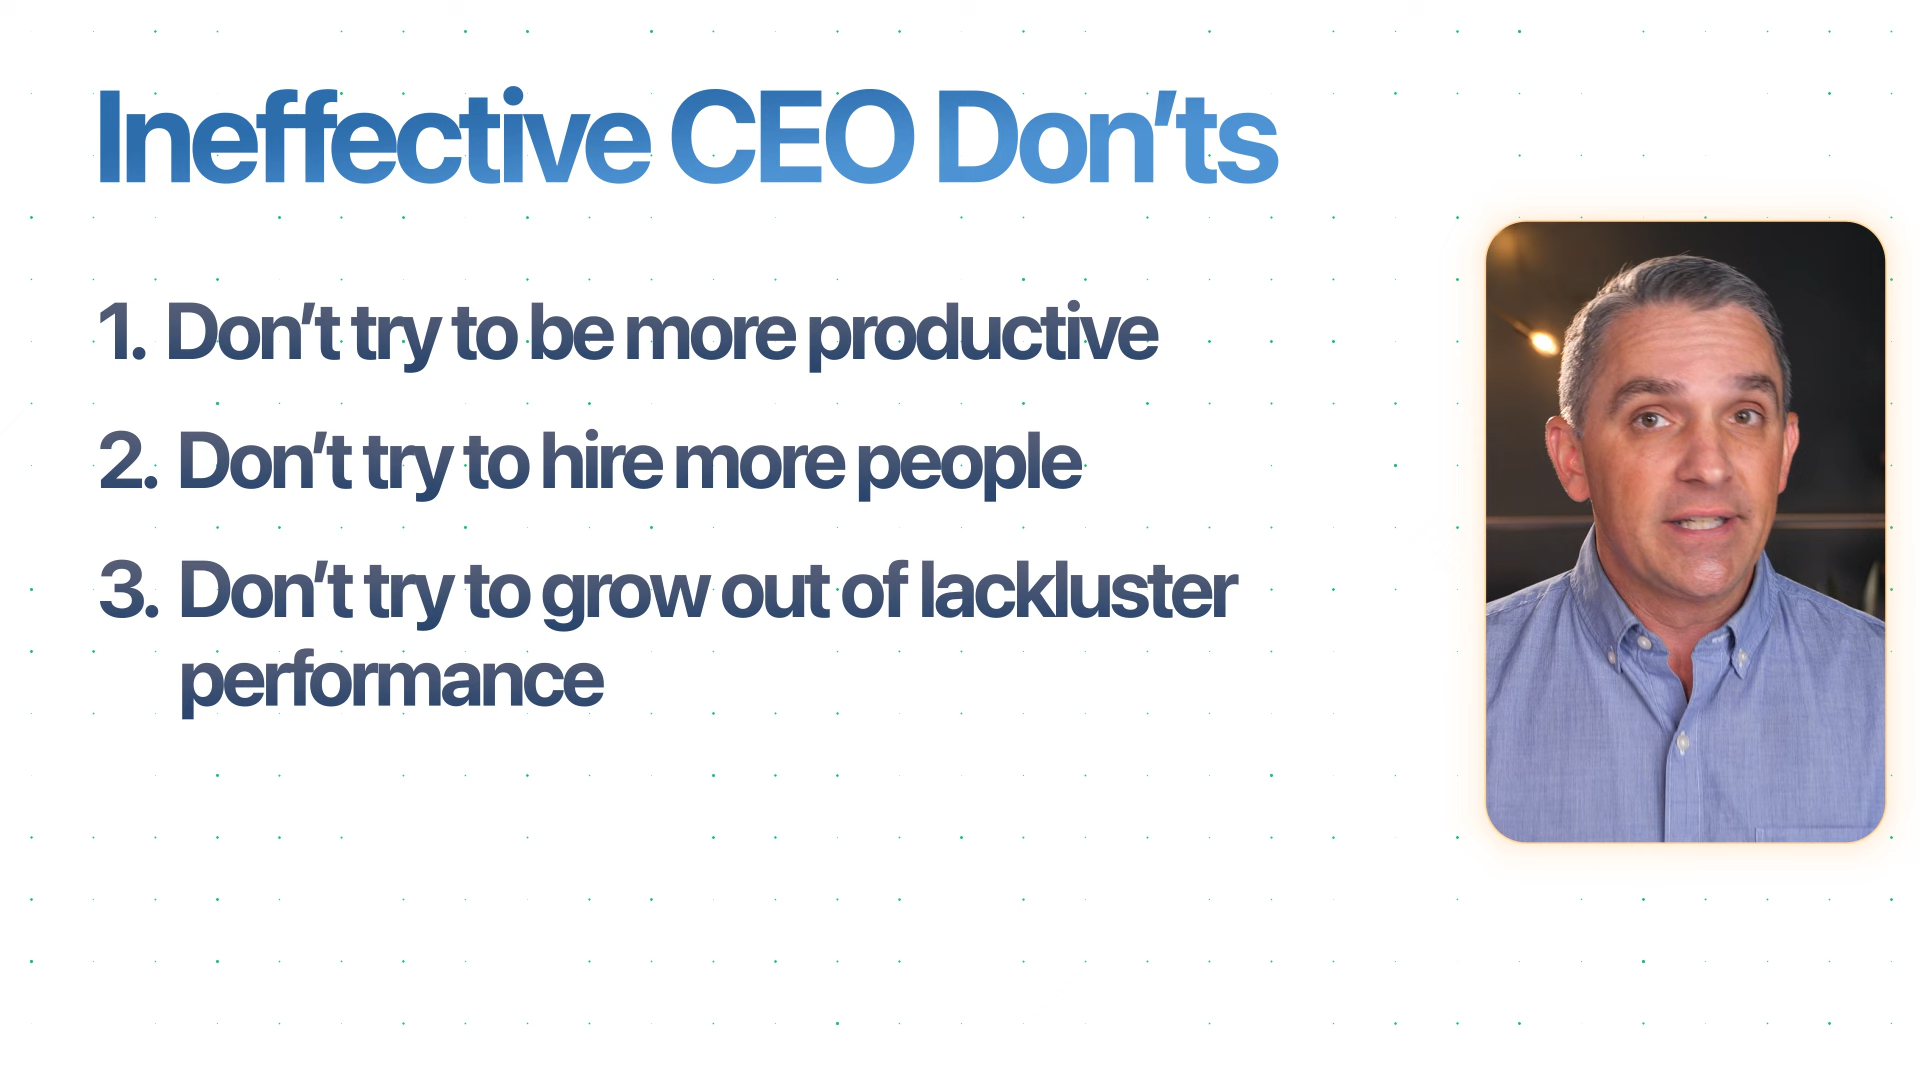 Ineffective CEO Don’ts
1. Don’t try to be more productive
2. Don’t try to hire more people
3. Don’t try to grow out of lackluster
performance